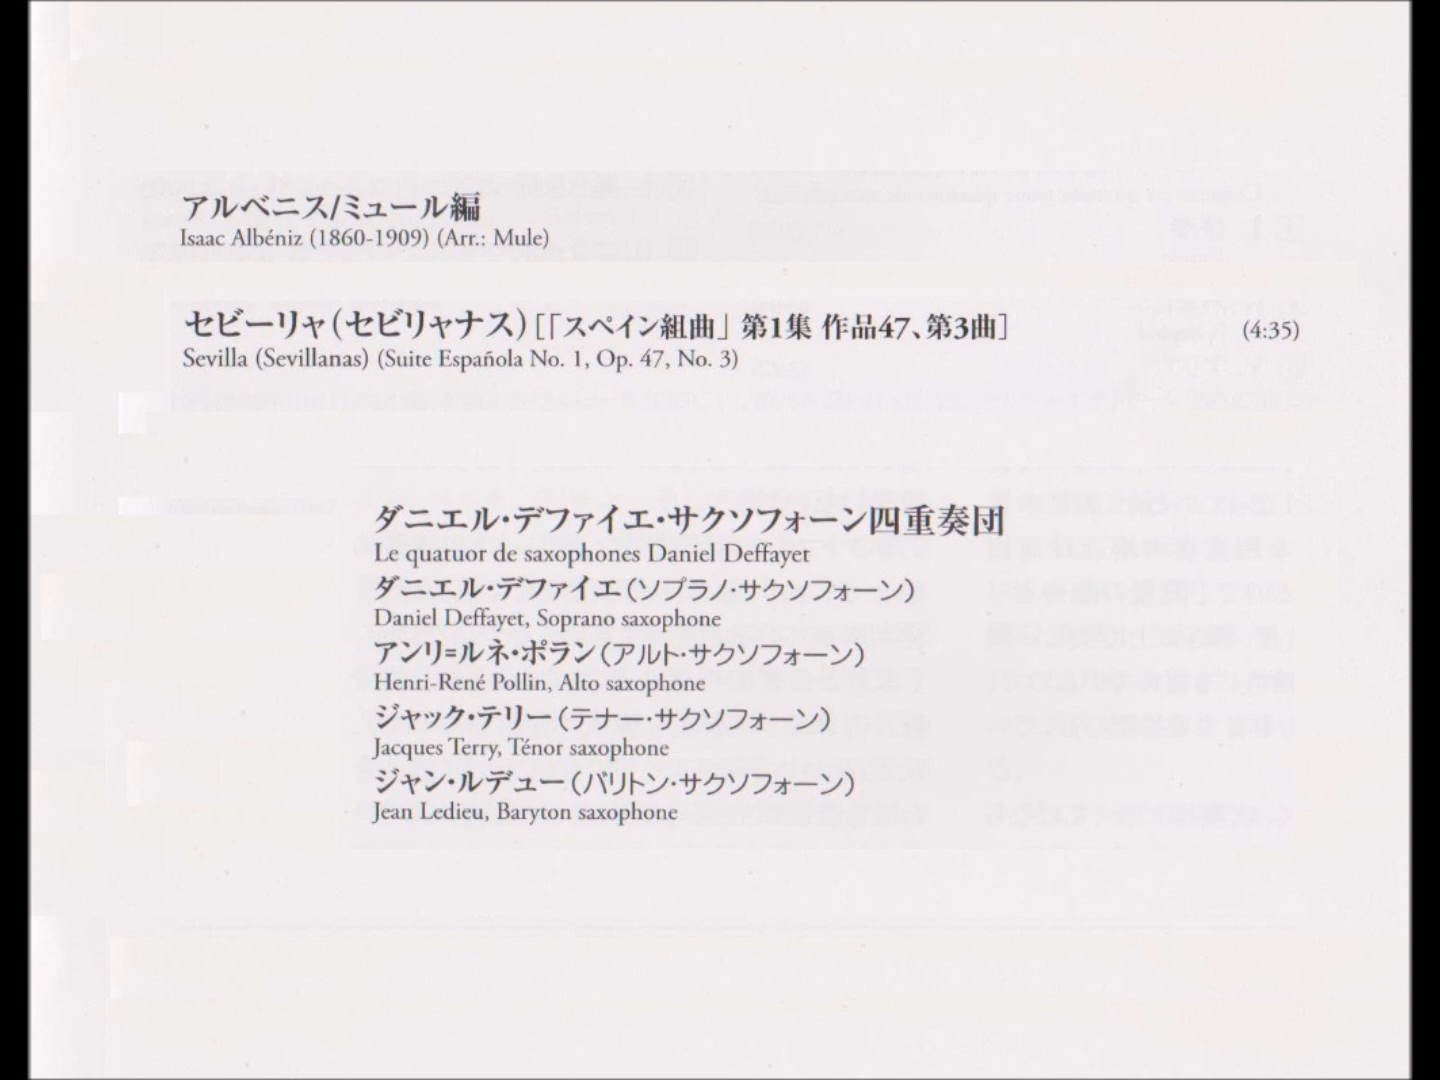 アルベニス/ミュール編
Isaac Albéniz (1860-1909) (Arr.: Mule)
セビーリャ(セビリャナス)[「スペイン組曲」第1集 作品47、第3曲] (4:35)
Sevilla (Sevillanas) (Suite Española No. 1, Op. 47, No. 3)
ダニエル・デファイエ・サクソフォーン四重奏団
Le quatuor de saxophones Daniel Deffayet
ダニエル・デファイエ(ソプラノ・サクソフォーン)
Daniel Deffayet, Soprano saxophone
アンリ=ルネ・ポラン(アルト・サクソフォーン)
Henri-René Pollin, Alto saxophone
ジャック・テリー(テナー・サクソフォーン)
Jacques Terry, Ténor saxophone
ジャン・ルデュー(バリトン・サクソフォーン)
Jean Ledieu, Baryton saxophone